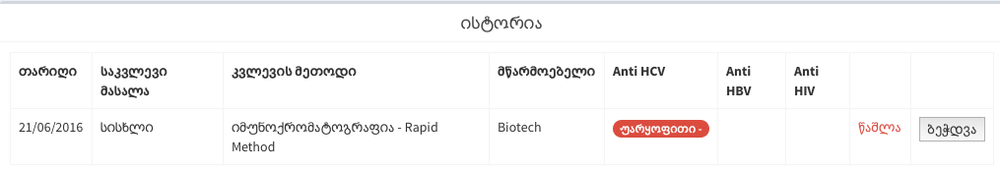 ისტორია
თარიღი საკვლევი მასალა კვლევის მეთოდი მწარმოებელი Anti HCV Anti HBV Anti HIV
21/06/2016 სისხლი იმუნოქრომატოგრაფია - Rapid Method Biotech უარყოფითი - წაშლა ბეჭდვა